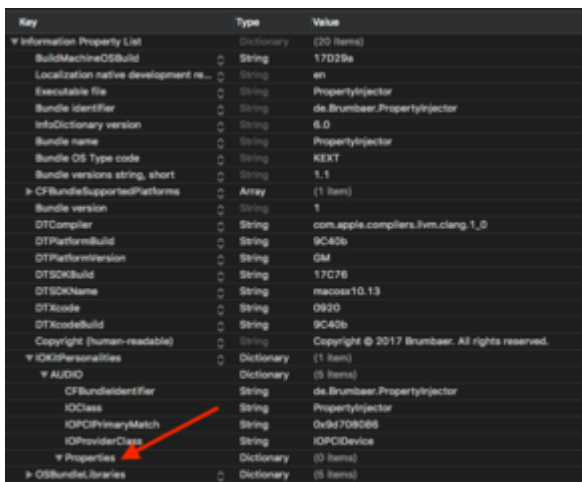 Key Type Value
Information Property List Dictionary (20 items)
BuildMachineOSBuild String 17D29a
Localization native development re... String en
Executable file String PropertyInjector
Bundle identifier String de.Brumbaer.PropertyInjector
InfoDictionary version String 6.0
Bundle name String PropertyInjector
Bundle OS Type code String KEXT
Bundle versions string, short String 1.1
CFBundleSupportedPlatforms Array (1 item)
Bundle version String 1
DTCompiler String com.apple.compilers.llvm.clang.1_0
DTPlatformBuild String 9C40b
DTPlatformVersion String GM
DTSDKBuild String 17C76
DTSDKName String macosx10.13
DTXcode String 0920
DTXcodeBuild String 9C40b
Copyright (human-readable) String Copyright © 2017 Brumbaer. All rights reserved.
IOKitPersonalities Dictionary (1 item)
AUDIO Dictionary (5 items)
CFBundleIdentifier String de.Brumbaer.PropertyInjector
IOClass String PropertyInjector
IOPCIPrimaryMatch String 0x9d708086
IOProviderClass String IOPCIDevice
Properties Dictionary (0 items)
OSBundleLibraries Dictionary (5 items)